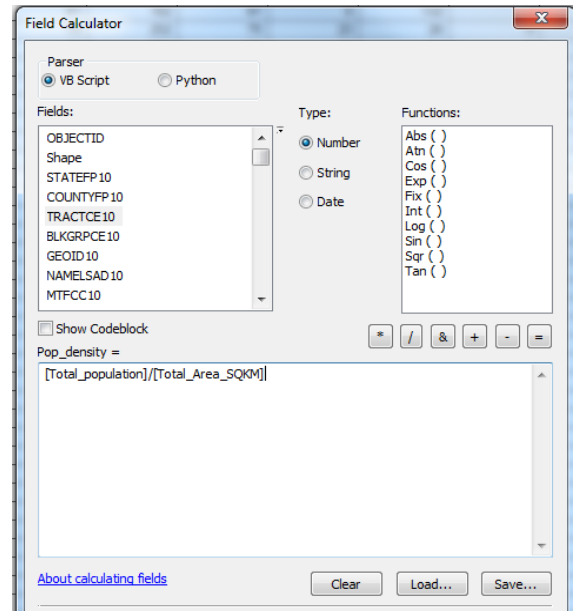 Field Calculator
Parser
VB Script Python
Fields:
Type:
Functions:
OBJECTID
Shape
STATEFP10
COUNTYFP10
TRACTCE10
BLKGRPCE10
GEOID10
NAMELSAD10
MTFCC10
Number
String
Date
Abs ( )
Atn ( )
Cos ( )
Exp ( )
Fix ( )
Int ( )
Log ( )
Sin ( )
Sqr ( )
Tan ( )
Show Codeblock
* / & + - =
Pop_density =
[Total_population]/[Total_Area_SQKM]
About calculating fields
Clear Load... Save...